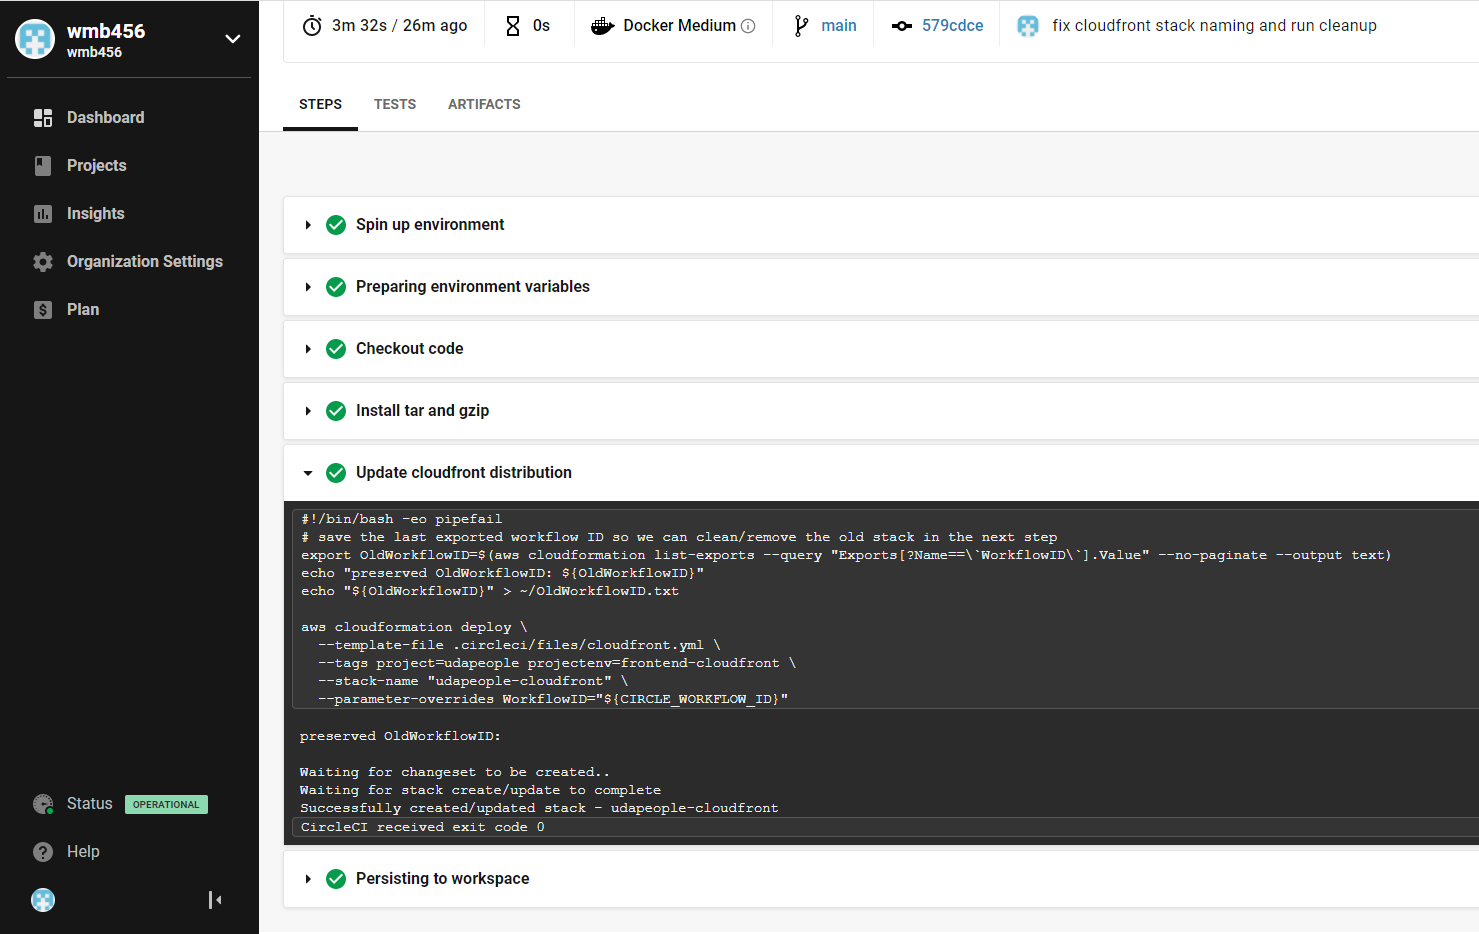 wmb456
wmb456
Dashboard
Projects
Insights
Organization Settings
Plan
Status OPERATIONAL
Help
3m 32s / 26m ago
0s
Docker Medium
main
579cdce
fix cloudfront stack naming and run cleanup
STEPS
TESTS
ARTIFACTS
Spin up environment
Preparing environment variables
Checkout code
Install tar and gzip
Update cloudfront distribution
#!/bin/bash -eo pipefail
# save the last exported workflow ID so we can clean/remove the old stack in the next step
export OldWorkflowID=$(aws cloudformation list-exports --query "Exports[?Name==\`WorkflowID\`].Value" --no-paginate --output text)
echo "preserved OldWorkflowID: ${OldWorkflowID}"
echo "${OldWorkflowID}" > ~/OldWorkflowID.txt
aws cloudformation deploy \
  --template-file .circleci/files/cloudfront.yml \
  --tags project=udapeople projectenv=frontend-cloudfront \
  --stack-name "udapeople-cloudfront" \
  --parameter-overrides WorkflowID="${CIRCLE_WORKFLOW_ID}"
preserved OldWorkflowID:
Waiting for changeset to be created..
Waiting for stack create/update to complete
Successfully created/updated stack - udapeople-cloudfront
CircleCI received exit code 0
Persisting to workspace